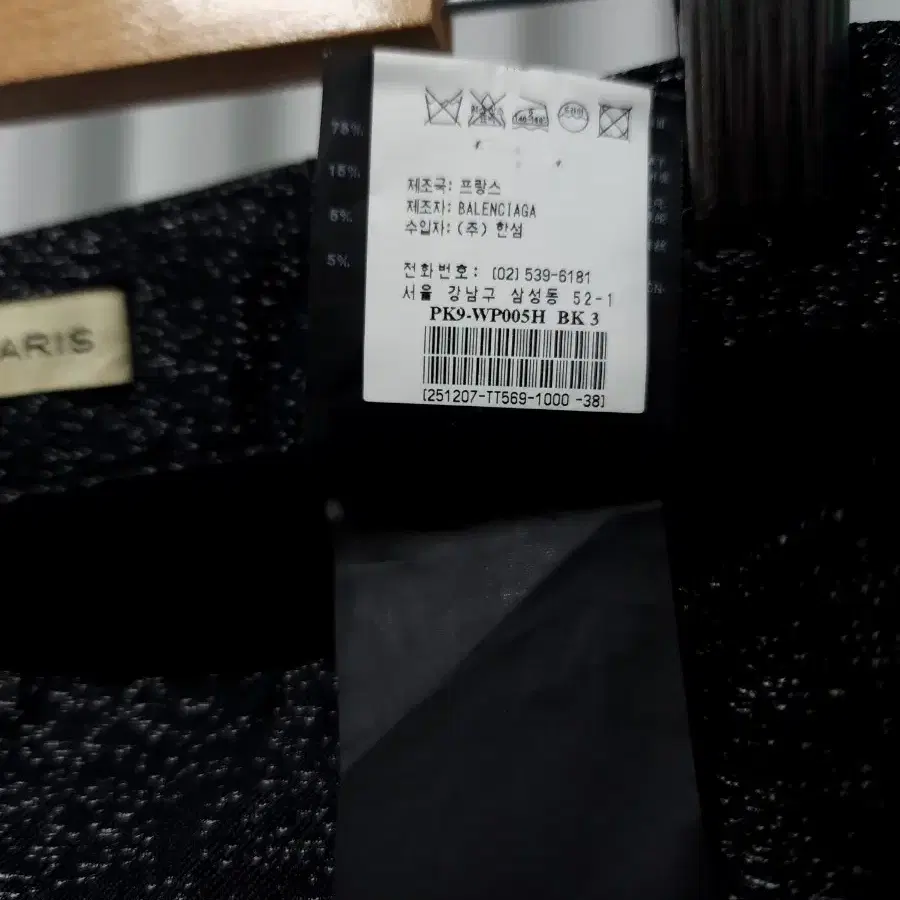 75%
15%
5%
5%
제조국: 프랑스
제조자: BALENCIAGA
수입자: (주) 한섬
전화번호: (02) 539-6181
서울 강남구 삼성동 52-1
PK9-WP005H BK 3
[251207-TT569-1000 -38]
ARIS